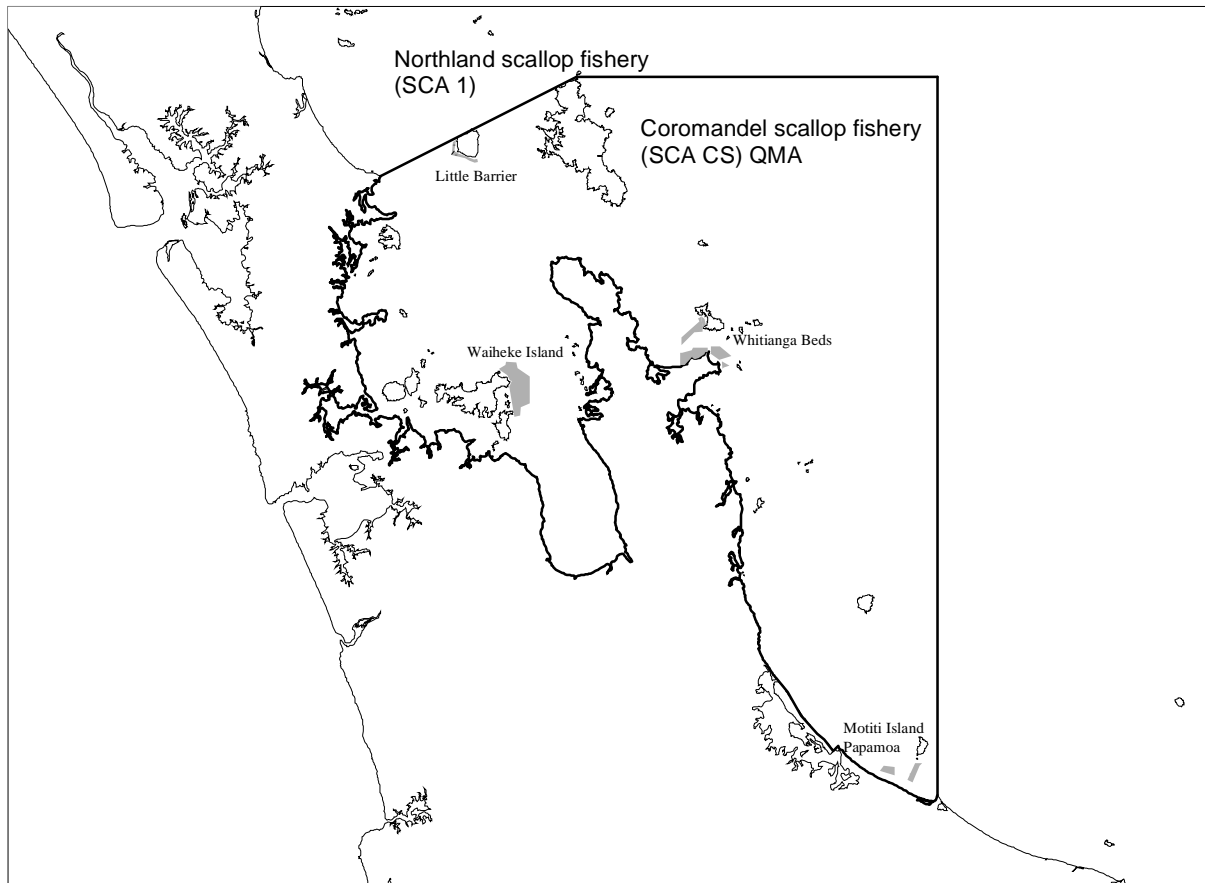 Northland scallop fishery
(SCA 1)
Coromandel scallop fishery
(SCA CS) QMA
Little Barrier
Whitianga Beds
Waiheke Island
Motiti Island
Papamoa